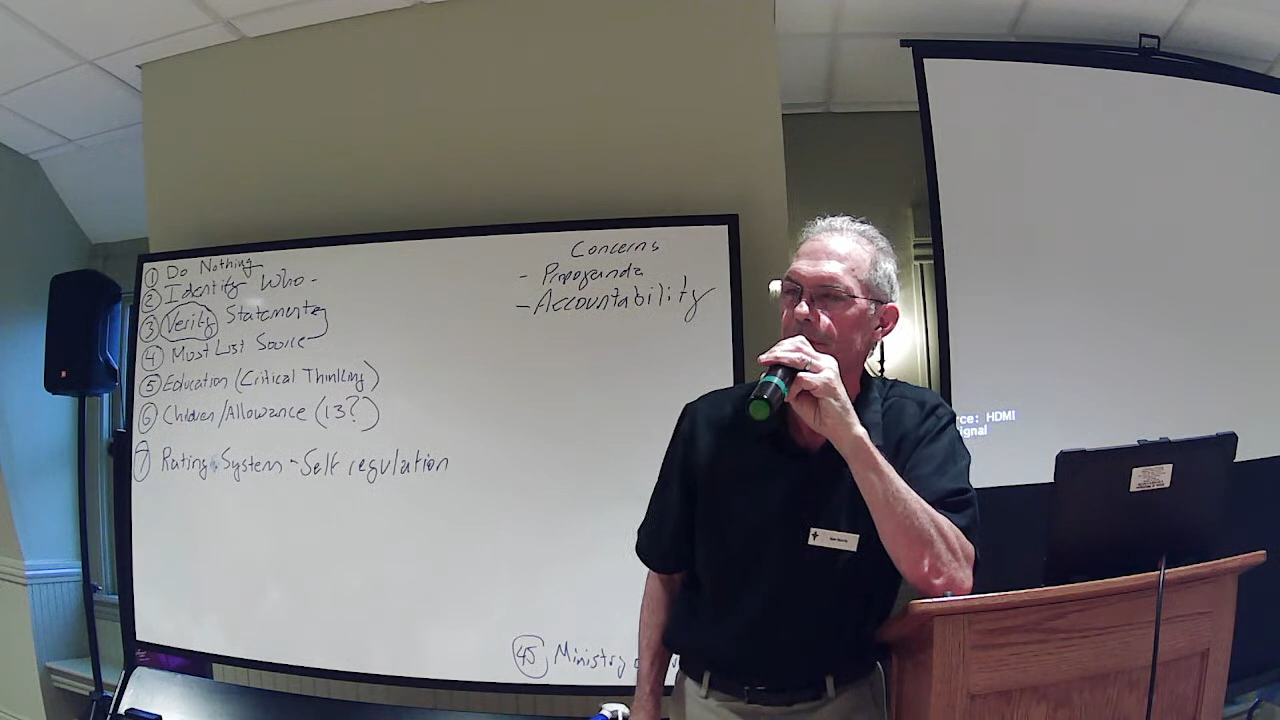 ① Do Nothing
② Identify Who -
③ Verify Statements
④ Must List Source
⑤ Education (Critical Thinking)
⑥ Children/Allowance (13?)
⑦ Rating System - Self regulation
Concerns
- Propoganda
- Accountability
45 Ministry
rce: HDMI
ignal